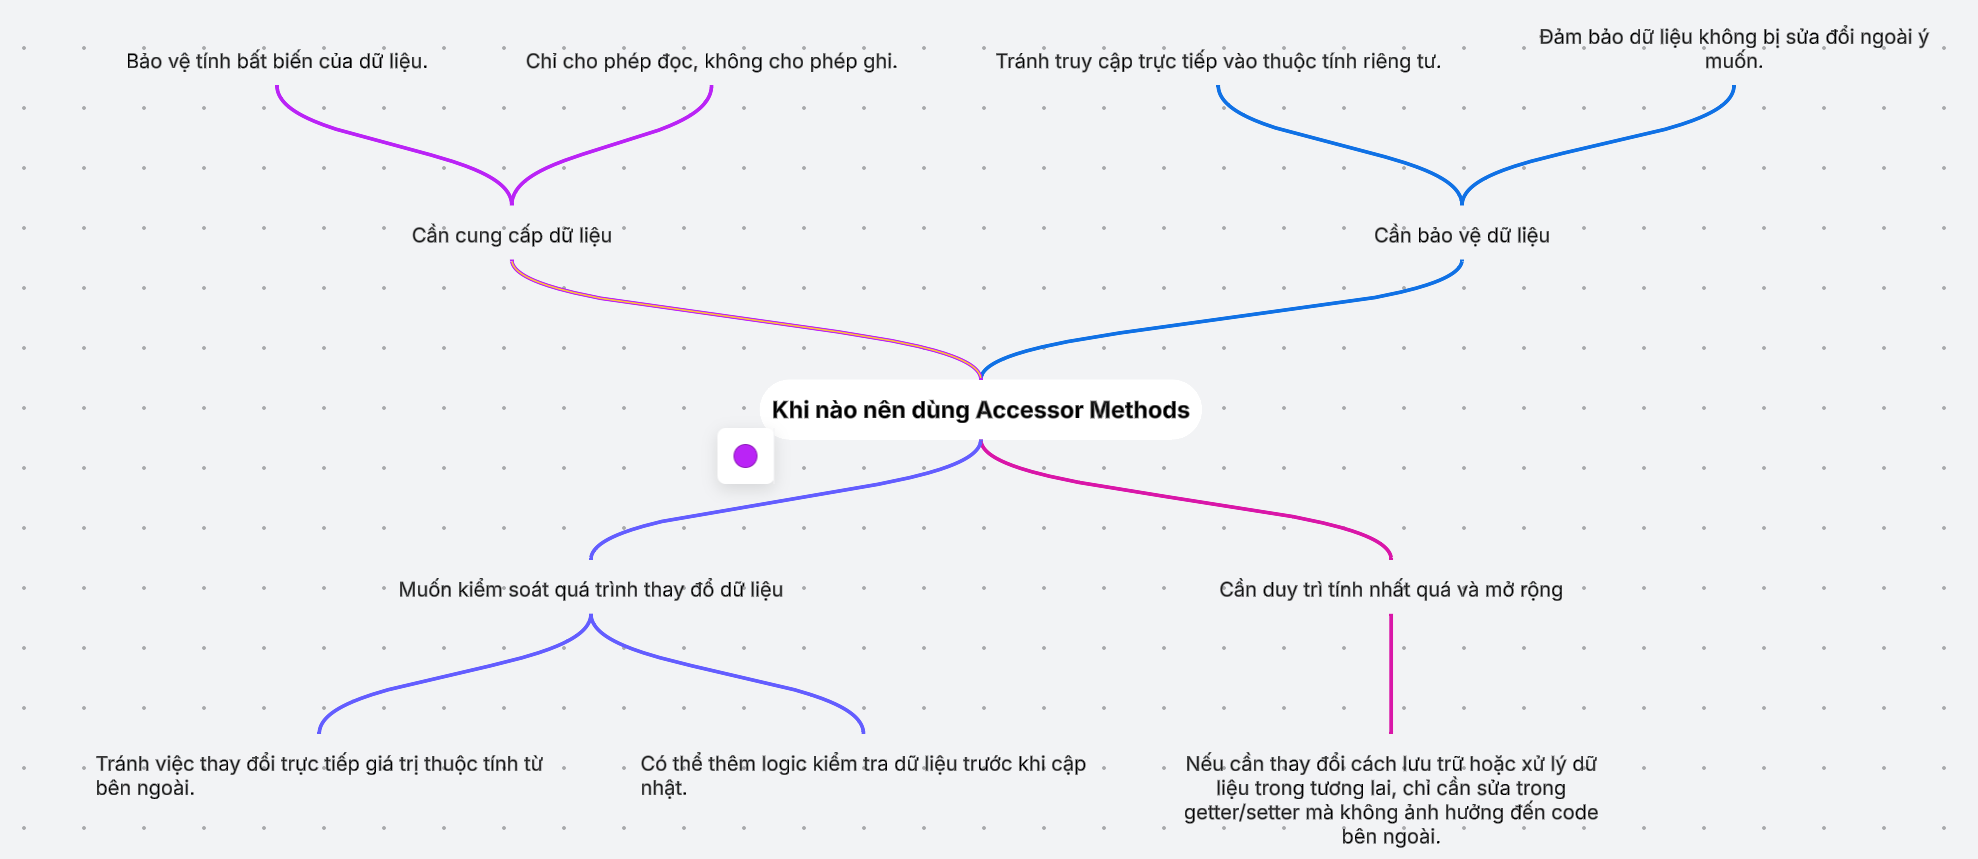 Bảo vệ tính bất biến của dữ liệu.
Chỉ cho phép đọc, không cho phép ghi.
Tránh truy cập trực tiếp vào thuộc tính riêng tư.
Đảm bảo dữ liệu không bị sửa đổi ngoài ý
muốn.
Cần cung cấp dữ liệu
Cần bảo vệ dữ liệu
Khi nào nên dùng Accessor Methods
Muốn kiểm soát quá trình thay đổ dữ liệu
Cần duy trì tính nhất quá và mở rộng
Tránh việc thay đổi trực tiếp giá trị thuộc tính từ
bên ngoài.
Có thể thêm logic kiểm tra dữ liệu trước khi cập
nhật.
Nếu cần thay đổi cách lưu trữ hoặc xử lý dữ
liệu trong tương lai, chỉ cần sửa trong
getter/setter mà không ảnh hưởng đến code
bên ngoài.